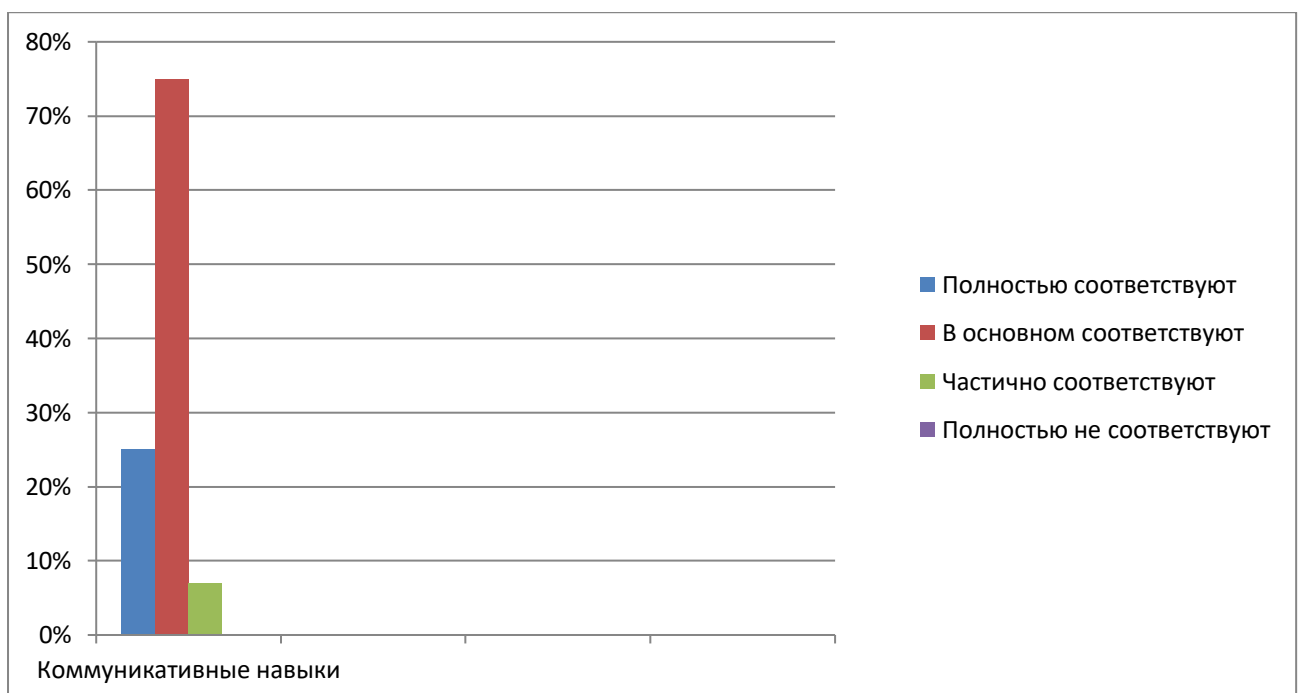 80%
70%
60%
50%
40%
30%
20%
10%
0%
Коммуникативные навыки
Полностью соответствуют
В основном соответствуют
Частично соответствуют
Полностью не соответствуют